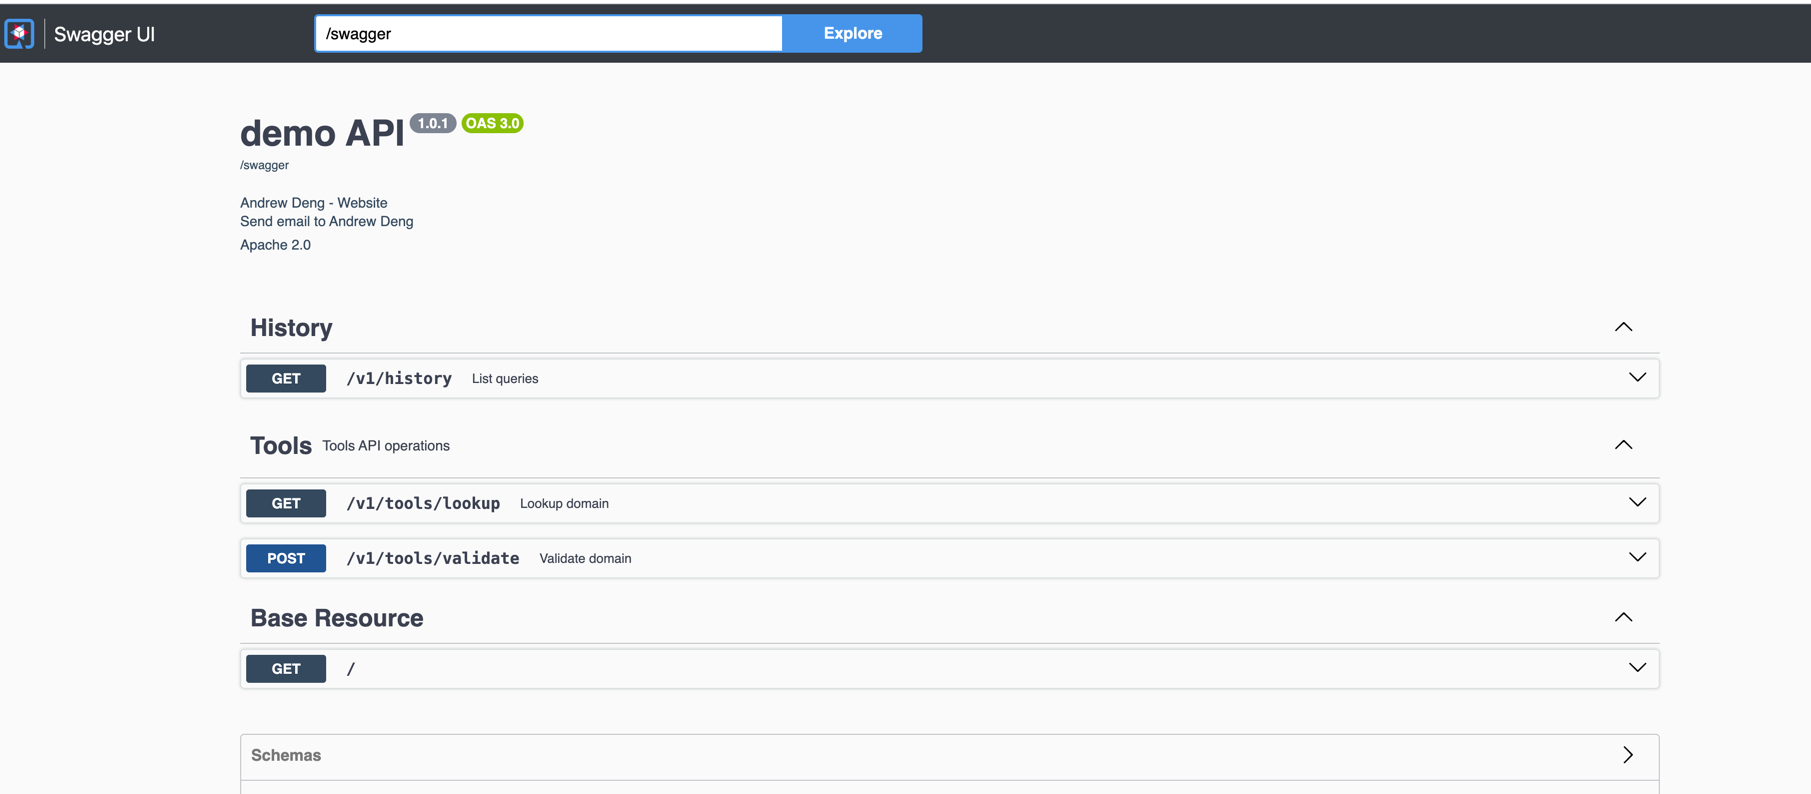 Swagger UI
/swagger
Explore
demo API 1.0.1 OAS 3.0
/swagger
Andrew Deng - Website
Send email to Andrew Deng
Apache 2.0
History
GET /v1/history List queries
Tools Tools API operations
GET /v1/tools/lookup Lookup domain
POST /v1/tools/validate Validate domain
Base Resource
GET /
Schemas